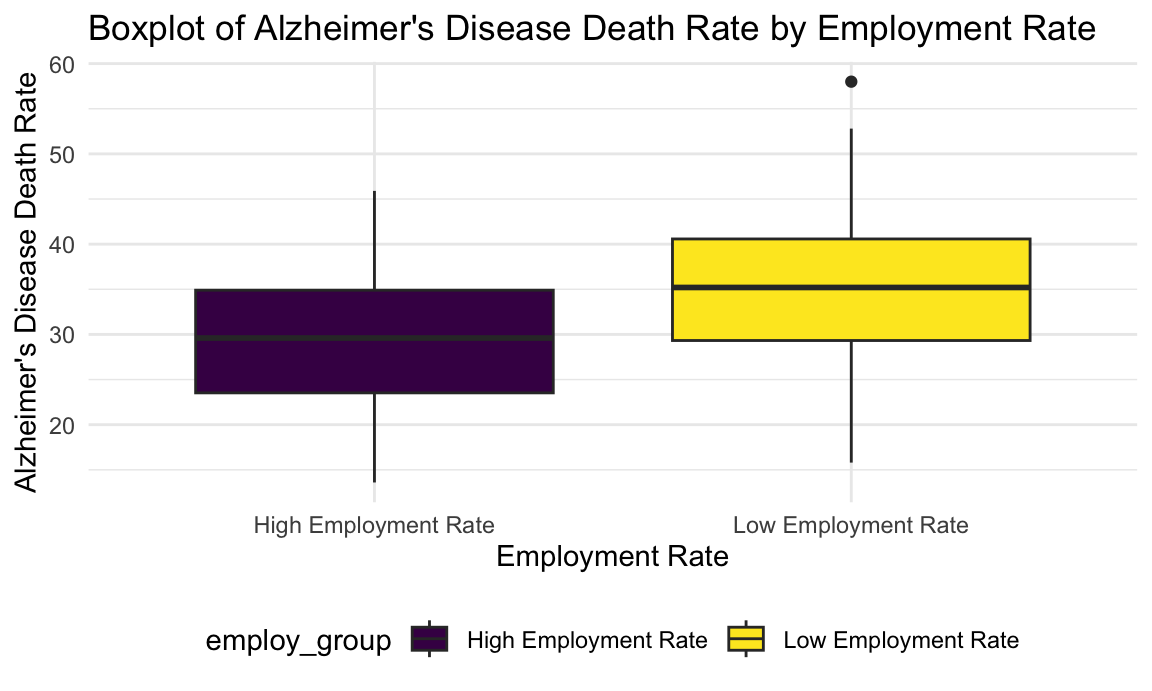 Boxplot of Alzheimer's Disease Death Rate by Employment Rate
Alzheimer's Disease Death Rate
60
50
40
30
20
High Employment Rate
Low Employment Rate
Employment Rate
employ_group
High Employment Rate
Low Employment Rate